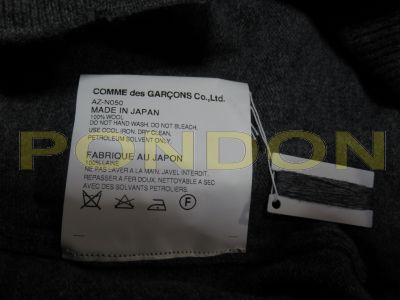 COMME des GARÇONS Co.,Ltd.
AZ-N050
MADE IN JAPAN
100% WOOL
DO NOT HAND WASH. DO NOT BLEACH.
USE COOL IRON. DRY CLEAN,
PETROLEUM SOLVENT ONLY.
PONDON
FABRIQUE AU JAPON
100% LAINE
NE PAS LAVER A LA MAIN. JAVEL INTERDIT.
REPASSER A FER DOUX. NETTOYABLE A SEC
AVEC DES SOLVANTS PETROLIERS.
F